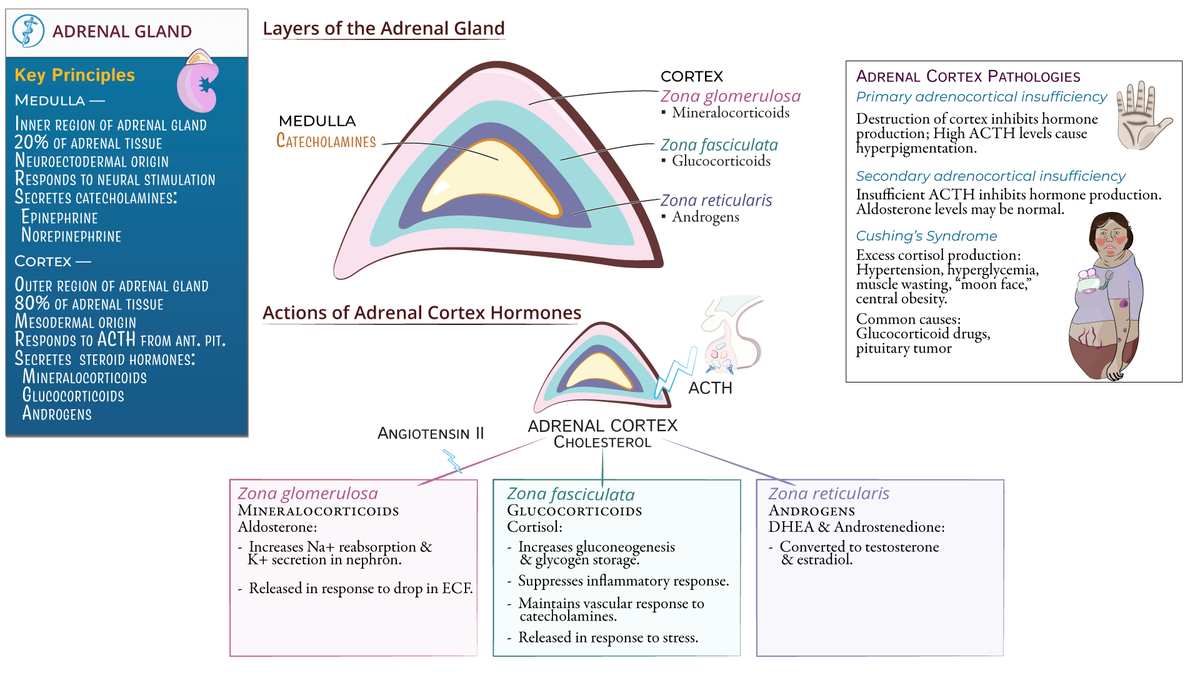 ADRENAL GLAND
Key Principles
MEDULLA —
INNER REGION OF ADRENAL GLAND
20% OF ADRENAL TISSUE
NEUROECTODERMAL ORIGIN
RESPONDS TO NEURAL STIMULATION
SECRETES CATECHOLAMINES:
EPINEPHRINE
NOREPINEPHRINE
CORTEX —
OUTER REGION OF ADRENAL GLAND
80% OF ADRENAL TISSUE
MESODERMAL ORIGIN
RESPONDS TO ACTH FROM ANT. PIT.
SECRETES STEROID HORMONES:
MINERALOCORTICOIDS
GLUCOCORTICOIDS
ANDROGENS
Layers of the Adrenal Gland
MEDULLA
CATECHOLAMINES
CORTEX
Zona glomerulosa
▪ Mineralocorticoids
Zona fasciculata
▪ Glucocorticoids
Zona reticularis
▪ Androgens
Actions of Adrenal Cortex Hormones
ACTH
ANGIOTENSIN II
ADRENAL CORTEX
CHOLESTEROL
Zona glomerulosa
MINERALOCORTICOIDS
Aldosterone:
- Increases Na+ reabsorption &
K+ secretion in nephron.
- Released in response to drop in ECF.
Zona fasciculata
GLUCOCORTICOIDS
Cortisol:
- Increases gluconeogenesis
& glycogen storage.
- Suppresses inflammatory response.
- Maintains vascular response to
catecholamines.
- Released in response to stress.
Zona reticularis
ANDROGENS
DHEA & Androstenedione:
- Converted to testosterone
& estradiol.
ADRENAL CORTEX PATHOLOGIES
Primary adrenocortical insufficiency
Destruction of cortex inhibits hormone
production; High ACTH levels cause
hyperpigmentation.
Secondary adrenocortical insufficiency
Insufficient ACTH inhibits hormone production.
Aldosterone levels may be normal.
Cushing's Syndrome
Excess cortisol production:
Hypertension, hyperglycemia,
muscle wasting, "moon face,"
central obesity.
Common causes:
Glucocorticoid drugs,
pituitary tumor